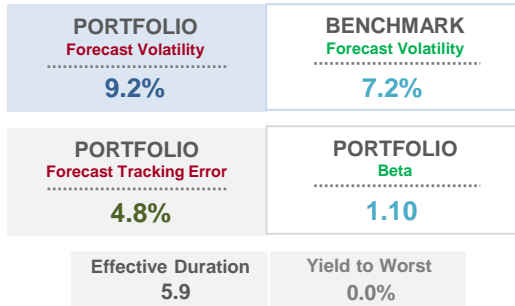 PORTFOLIO
Forecast Volatility
9.2%
BENCHMARK
Forecast Volatility
7.2%
PORTFOLIO
Forecast Tracking Error
4.8%
PORTFOLIO
Beta
1.10
Effective Duration
5.9
Yield to Worst
0.0%